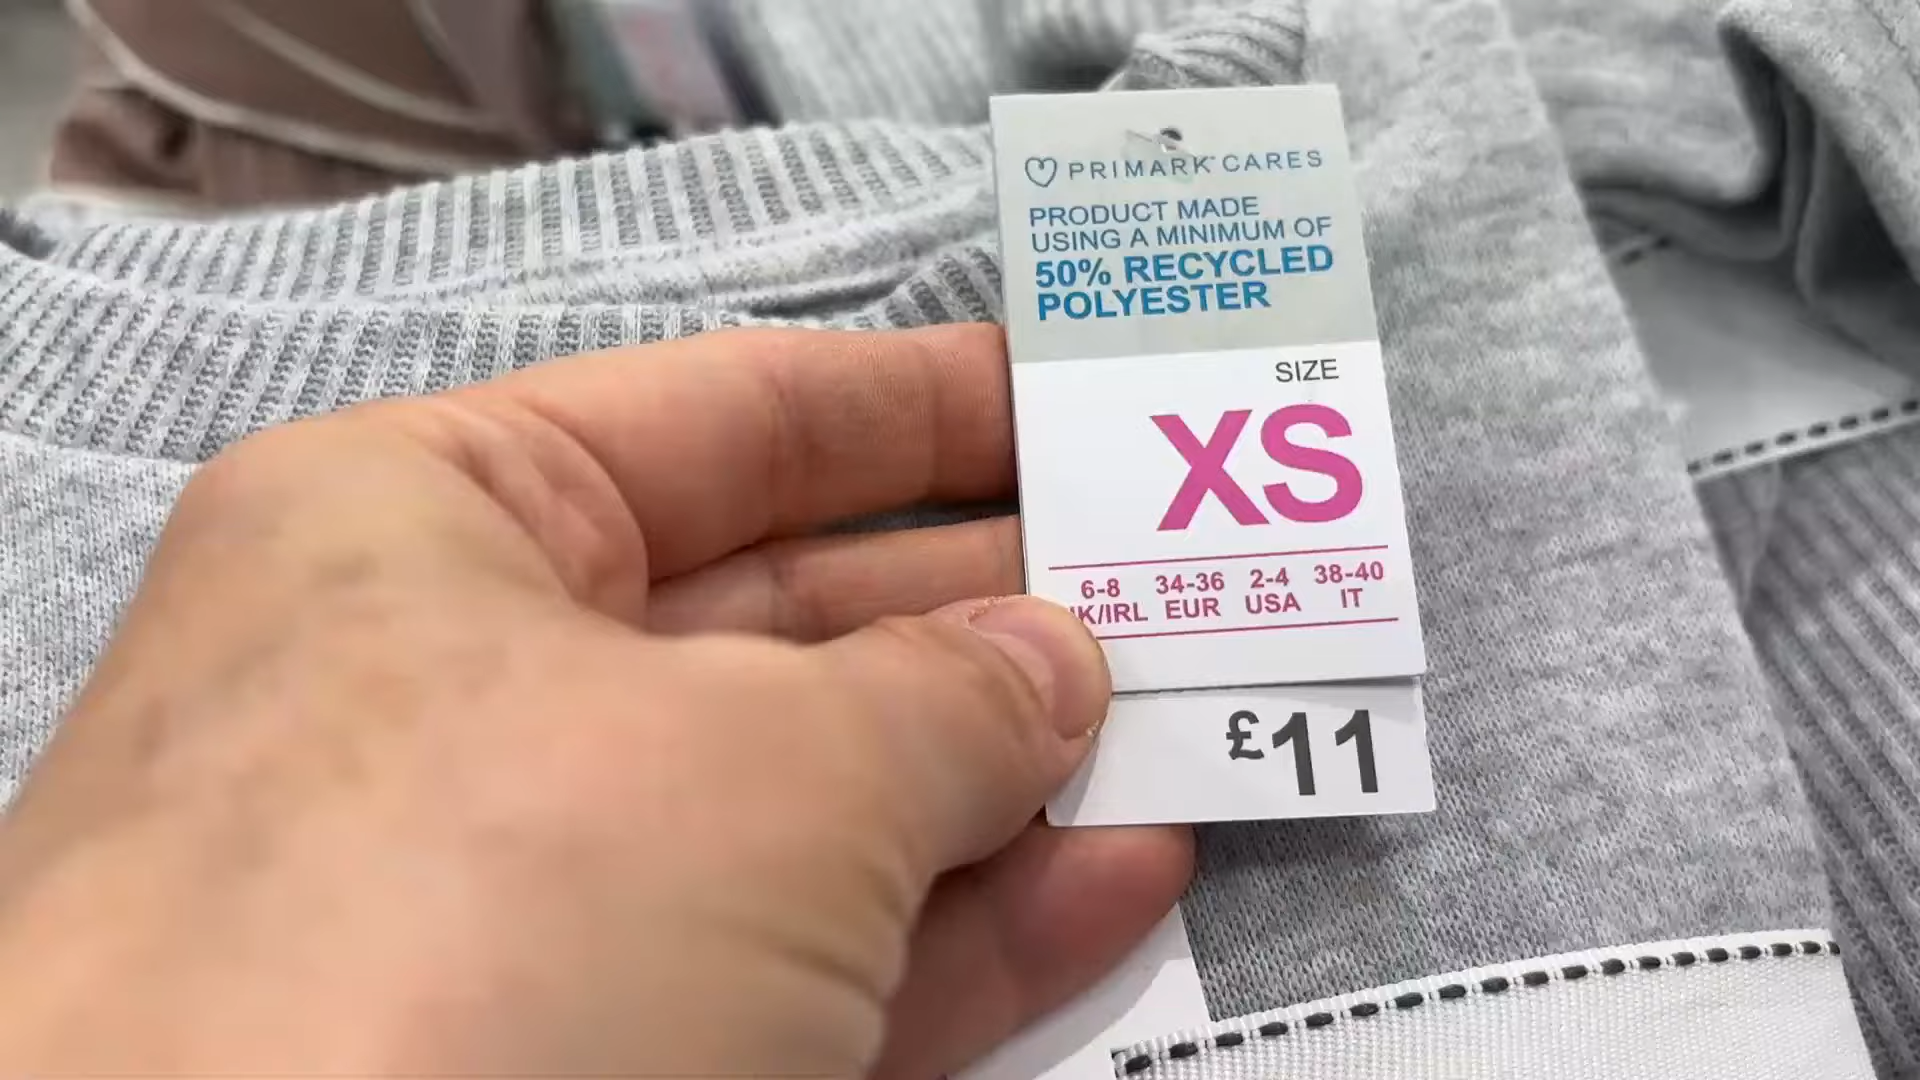 PRIMARK CARES
PRODUCT MADE
USING A MINIMUM OF
50% RECYCLED
POLYESTER
SIZE
XS
6-8 34-36 2-4 38-40
K/IRL EUR USA IT
£11